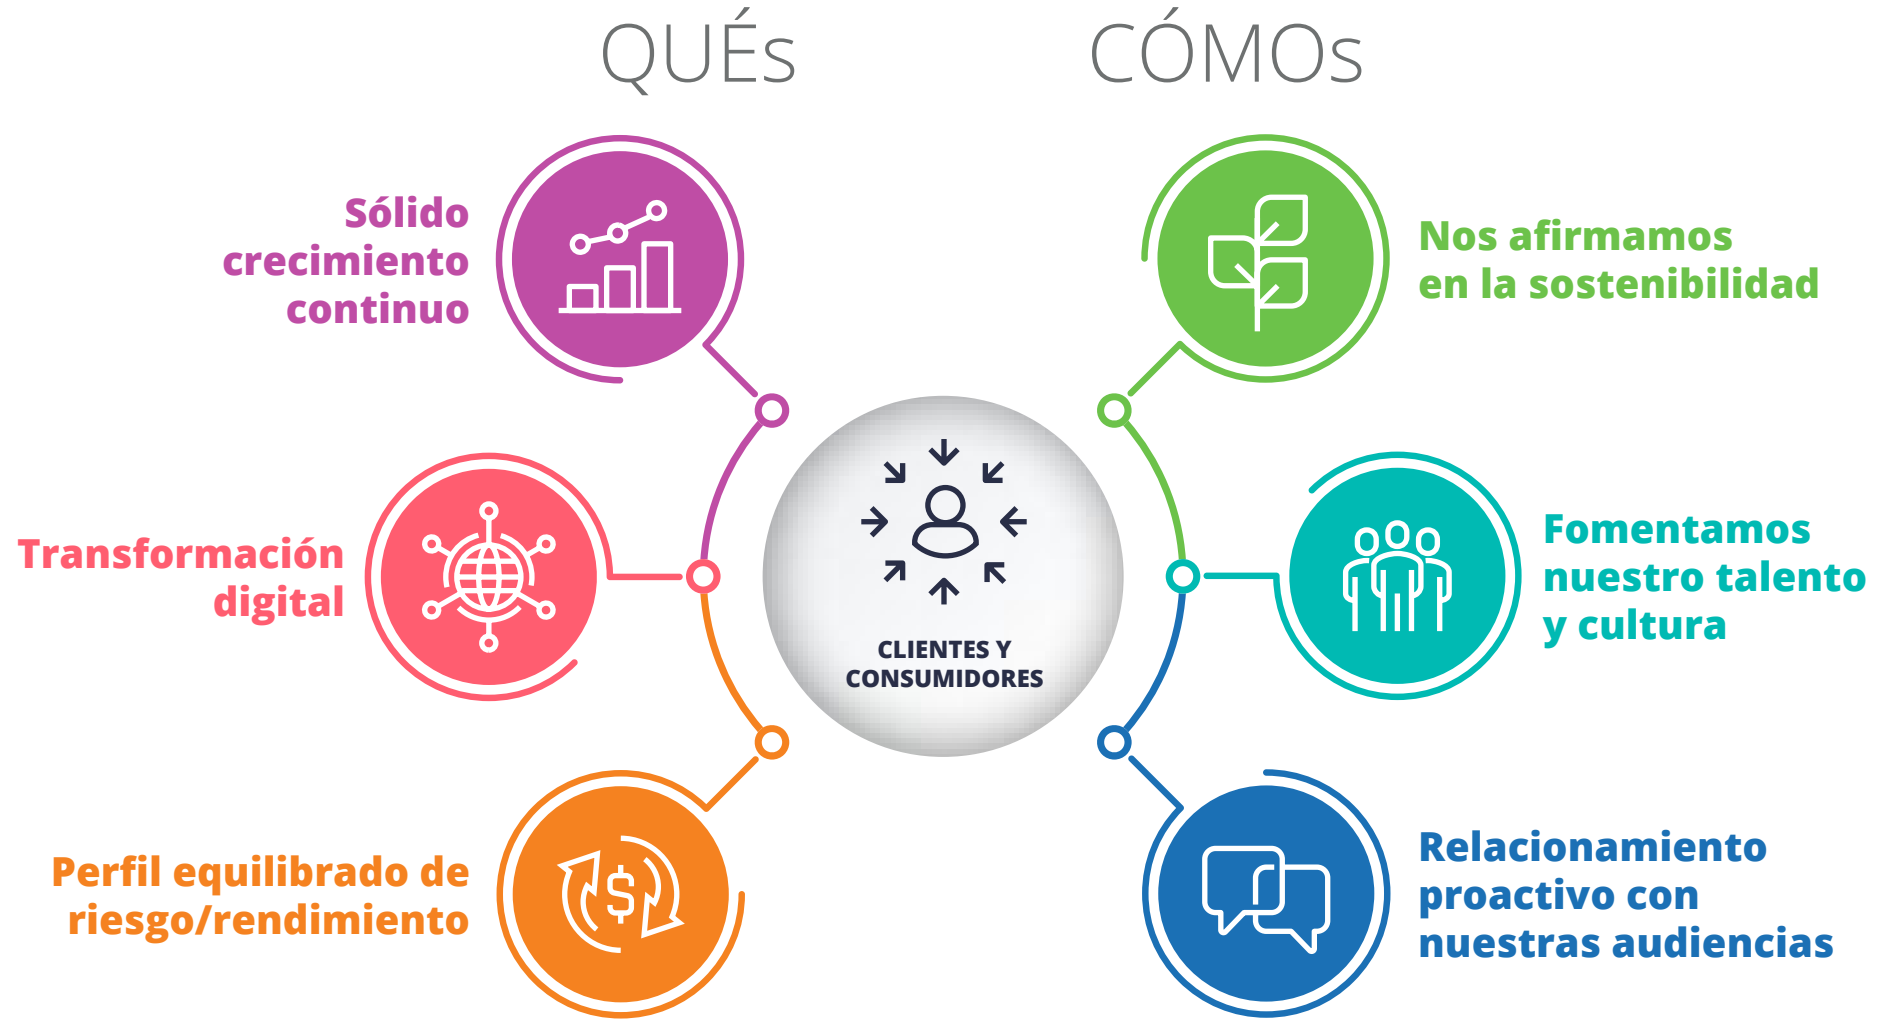 QUÉs
Sólido
crecimiento
continuo
Transformación
digital
Perfil equilibrado de
riesgo/rendimiento
CLIENTES Y
CONSUMIDORES
CÓMOs
Nos afirmamos
en la sostenibilidad
Fomentamos
nuestro talento
y cultura
Relacionamiento
proactivo con
nuestras audiencias
$